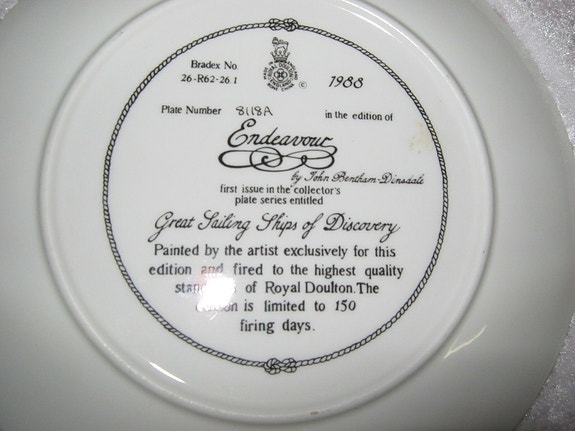 Bradex No.
26-R62-26.1
1988
©
Plate Number 8118A in the edition of
Endeavour
by John Bentham-Dinsdale
first issue in the collector's
plate series entitled
Great Sailing Ships of Discovery
Painted by the artist exclusively for this
edition and fired to the highest quality
of Royal Doulton. The
is limited to 150
firing days.